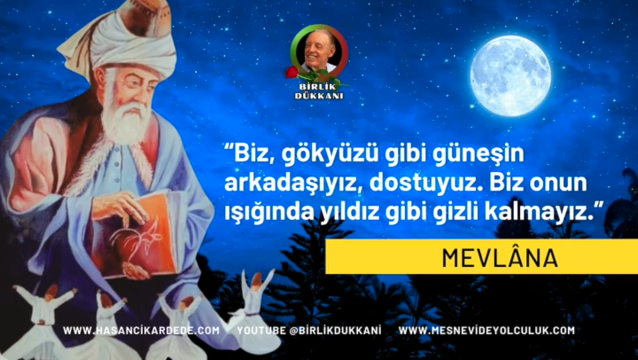 BİRLİK
DÜKKANI
“Biz, gökyüzü gibi güneşin
arkadaşıyız, dostuyuz. Biz onun
ışığında yıldız gibi gizli kalmayız.”
MEVLÂNA
WWW.HASANCIKARDEDE.COM YOUTUBE @BIRLIKDUKKANİ WWW.MESNEVIDEYOLCULUK.COM